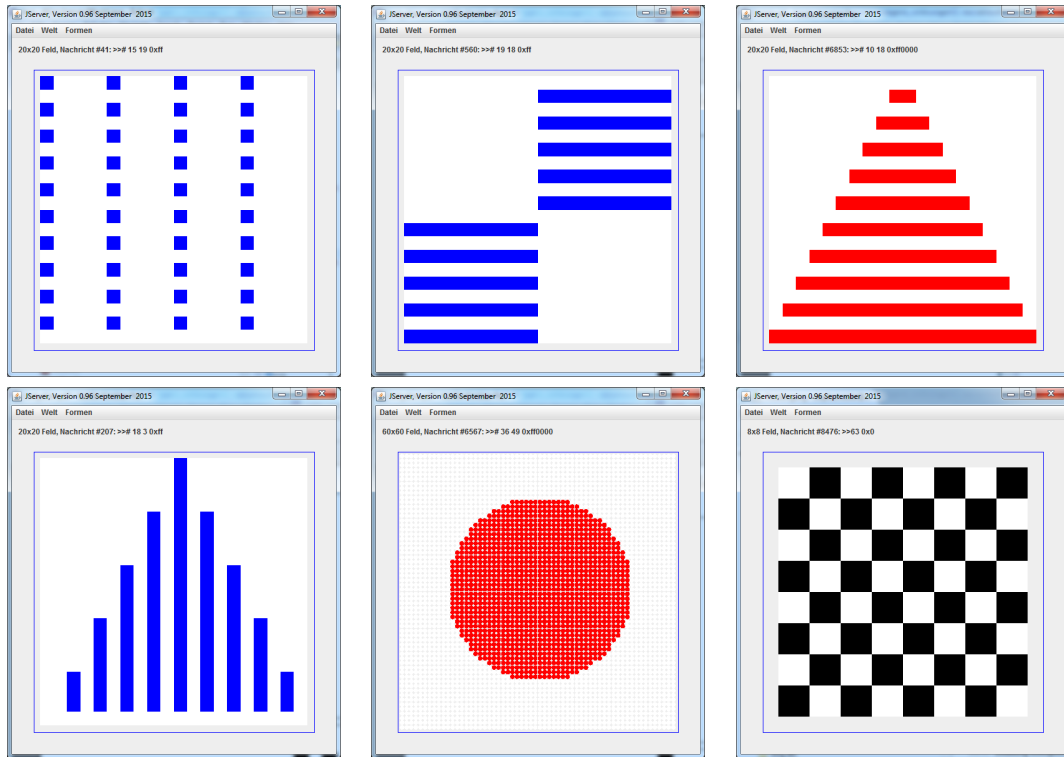 JServer, Version 0.96 September 2015
Datei Welt Formen
20x20 Feld, Nachricht #41: >># 15 19 0xff
JServer, Version 0.96 September 2015
Datei Welt Formen
20x20 Feld, Nachricht #560: >># 19 18 0xff
JServer, Version 0.96 September 2015
Datei Welt Formen
20x20 Feld, Nachricht #6853: >># 10 18 0xff0000
JServer, Version 0.96 September 2015
Datei Welt Formen
20x20 Feld, Nachricht #207: >># 18 3 0xff
JServer, Version 0.96 September 2015
Datei Welt Formen
60x60 Feld, Nachricht #6567: >># 36 49 0xff0000
JServer, Version 0.96 September 2015
Datei Welt Formen
8x8 Feld, Nachricht #8476: >>63 0x0